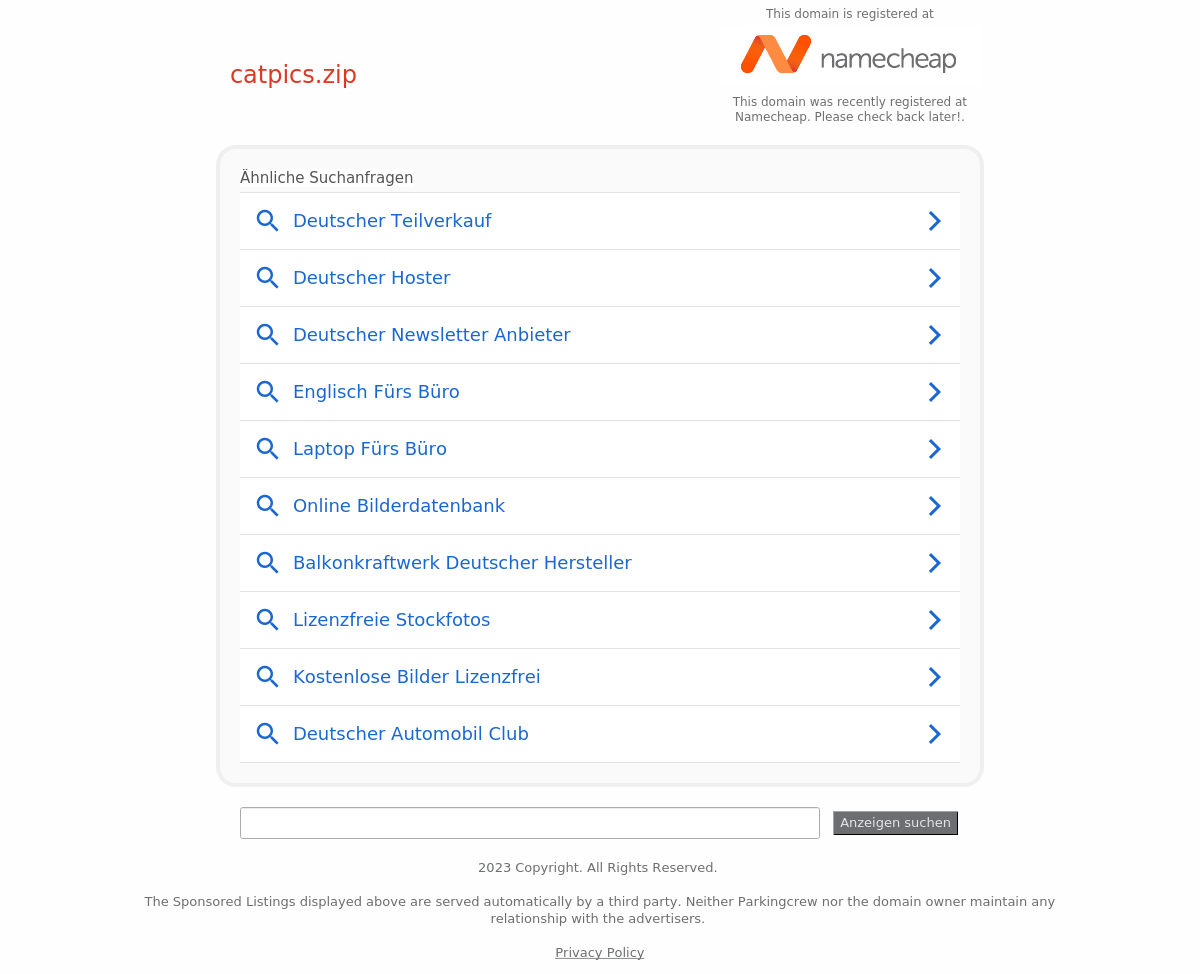 This domain is registered at
namecheap
catpics.zip
This domain was recently registered at
Namecheap. Please check back later!.
Ähnliche Suchanfragen
Deutscher Teilverkauf
Deutscher Hoster
Deutscher Newsletter Anbieter
Englisch Fürs Büro
Laptop Fürs Büro
Online Bilderdatenbank
Balkonkraftwerk Deutscher Hersteller
Lizenzfreie Stockfotos
Kostenlose Bilder Lizenzfrei
Deutscher Automobil Club
Anzeigen suchen
2023 Copyright. All Rights Reserved.
The Sponsored Listings displayed above are served automatically by a third party. Neither Parkingcrew nor the domain owner maintain any
relationship with the advertisers.
Privacy Policy